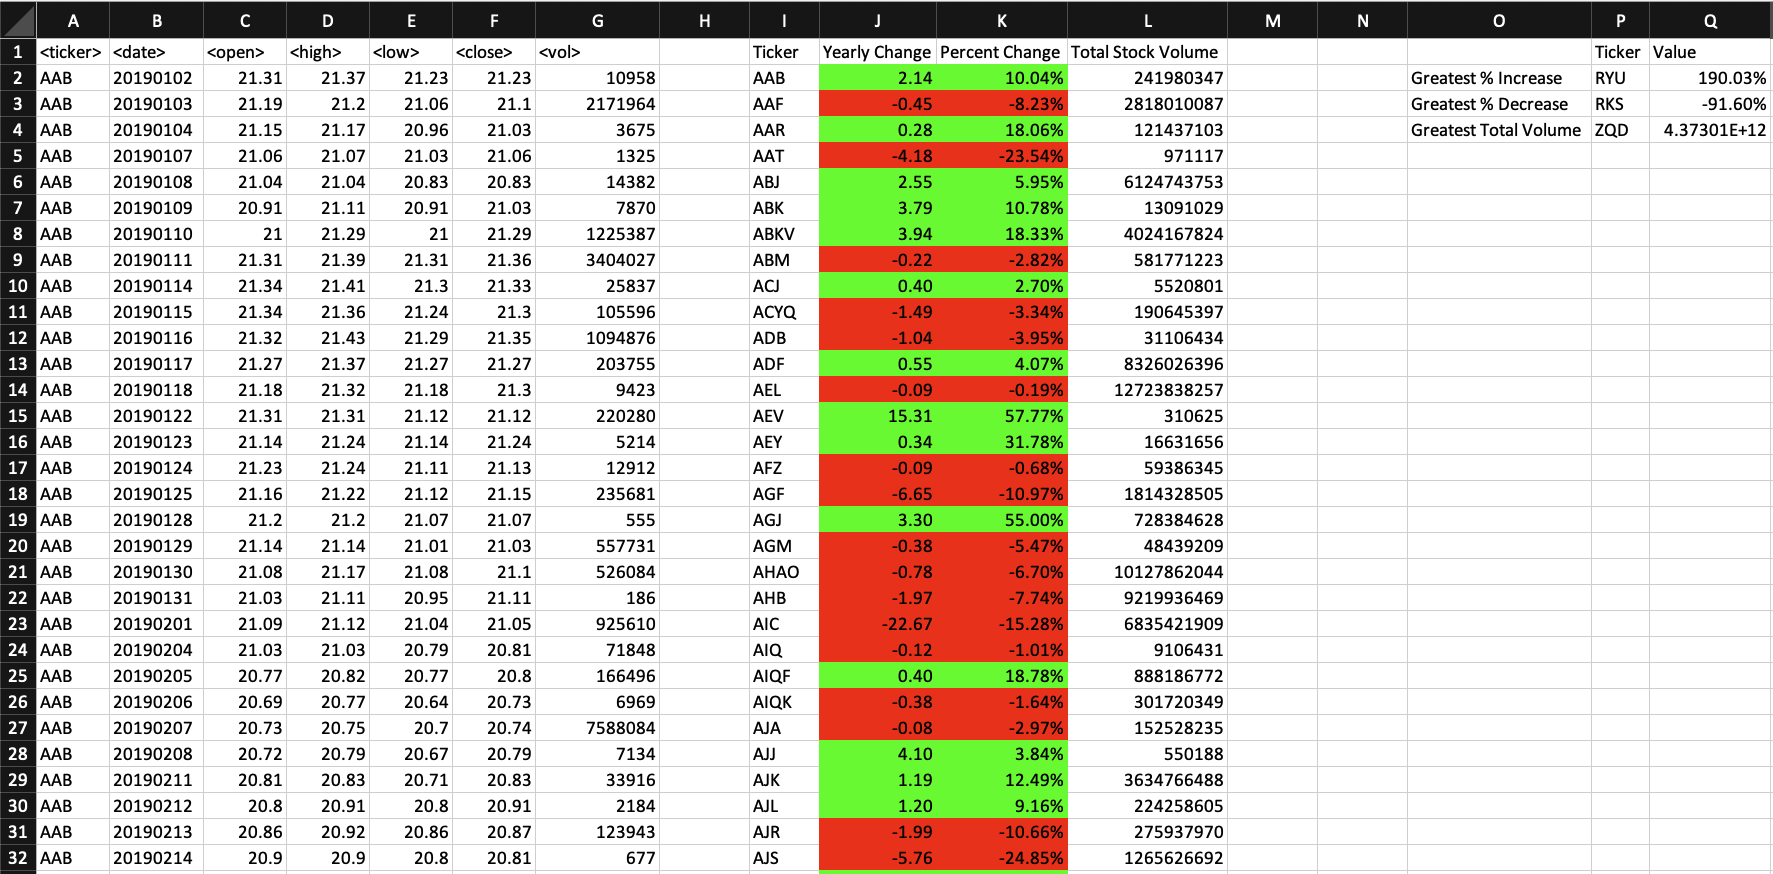 A B C D E F G H I J K L M N O P Q
1 <ticker> <date> <open> <high> <low> <close> <vol> Ticker Yearly Change Percent Change Total Stock Volume Ticker Value
2 AAB 20190102 21.31 21.37 21.23 21.23 10958 AAB 2.14 10.04% 241980347 Greatest % Increase RYU 190.03%
3 AAB 20190103 21.19 21.2 21.06 21.1 2171964 AAF -0.45 -8.23% 2818010087 Greatest % Decrease RKS -91.60%
4 AAB 20190104 21.15 21.17 20.96 21.03 3675 AAR 0.28 18.06% 121437103 Greatest Total Volume ZQD 4.37301E+12
5 AAB 20190107 21.06 21.07 21.03 21.06 1325 AAT -4.18 -23.54% 971117
6 AAB 20190108 21.04 21.04 20.83 20.83 14382 ABJ 2.55 5.95% 6124743753
7 AAB 20190109 20.91 21.11 20.91 21.03 7870 ABK 3.79 10.78% 13091029
8 AAB 20190110 21 21.29 21 21.29 1225387 ABKV 3.94 18.33% 4024167824
9 AAB 20190111 21.31 21.39 21.31 21.36 3404027 ABM -0.22 -2.82% 581771223
10 AAB 20190114 21.34 21.41 21.3 21.33 25837 ACJ 0.40 2.70% 5520801
11 AAB 20190115 21.34 21.36 21.24 21.3 105596 ACYQ -1.49 -3.34% 190645397
12 AAB 20190116 21.32 21.43 21.29 21.35 1094876 ADB -1.04 -3.95% 31106434
13 AAB 20190117 21.27 21.37 21.27 21.27 203755 ADF 0.55 4.07% 8326026396
14 AAB 20190118 21.18 21.32 21.18 21.3 9423 AEL -0.09 -0.19% 12723838257
15 AAB 20190122 21.31 21.31 21.12 21.12 220280 AEV 15.31 57.77% 310625
16 AAB 20190123 21.14 21.24 21.14 21.24 5214 AEY 0.34 31.78% 16631656
17 AAB 20190124 21.23 21.24 21.11 21.13 12912 AFZ -0.09 -0.68% 59386345
18 AAB 20190125 21.16 21.22 21.12 21.15 235681 AGF -6.65 -10.97% 1814328505
19 AAB 20190128 21.2 21.2 21.07 21.07 555 AGJ 3.30 55.00% 728384628
20 AAB 20190129 21.14 21.14 21.01 21.03 557731 AGM -0.38 -5.47% 48439209
21 AAB 20190130 21.08 21.17 21.08 21.1 526084 AHAO -0.78 -6.70% 10127862044
22 AAB 20190131 21.03 21.11 20.95 21.11 186 AHB -1.97 -7.74% 9219936469
23 AAB 20190201 21.09 21.12 21.04 21.05 925610 AIC -22.67 -15.28% 6835421909
24 AAB 20190204 21.03 21.03 20.79 20.81 71848 AIQ -0.12 -1.01% 9106431
25 AAB 20190205 20.77 20.82 20.77 20.8 166496 AIQF 0.40 18.78% 888186772
26 AAB 20190206 20.69 20.77 20.64 20.73 6969 AIQK -0.38 -1.64% 301720349
27 AAB 20190207 20.73 20.75 20.7 20.74 7588084 AJA -0.08 -2.97% 152528235
28 AAB 20190208 20.72 20.79 20.67 20.79 7134 AJJ 4.10 3.84% 550188
29 AAB 20190211 20.81 20.83 20.71 20.83 33916 AJK 1.19 12.49% 3634766488
30 AAB 20190212 20.8 20.91 20.8 20.91 2184 AJL 1.20 9.16% 224258605
31 AAB 20190213 20.86 20.92 20.86 20.87 123943 AJR -1.99 -10.66% 275937970
32 AAB 20190214 20.9 20.9 20.8 20.81 677 AJS -5.76 -24.85% 1265626692